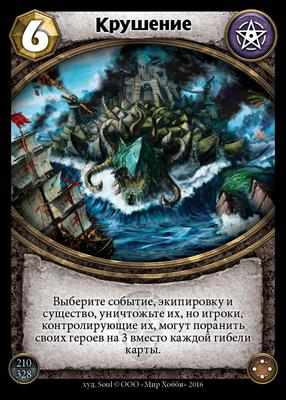 6
Крушение
Выберите событие, экипировку и
существо, уничтожьте их, но игроки,
контролирующие их, могут поранить
своих героев на 3 вместо каждой гибели
карты.
210
328
худ. Soul © ООО «Мир Хобби» 2016